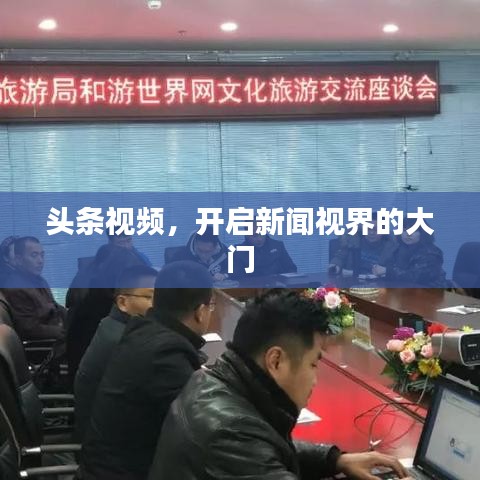 旅游局和游世界网文化旅游交流座谈会
头条视频，开启新闻视界的大
门